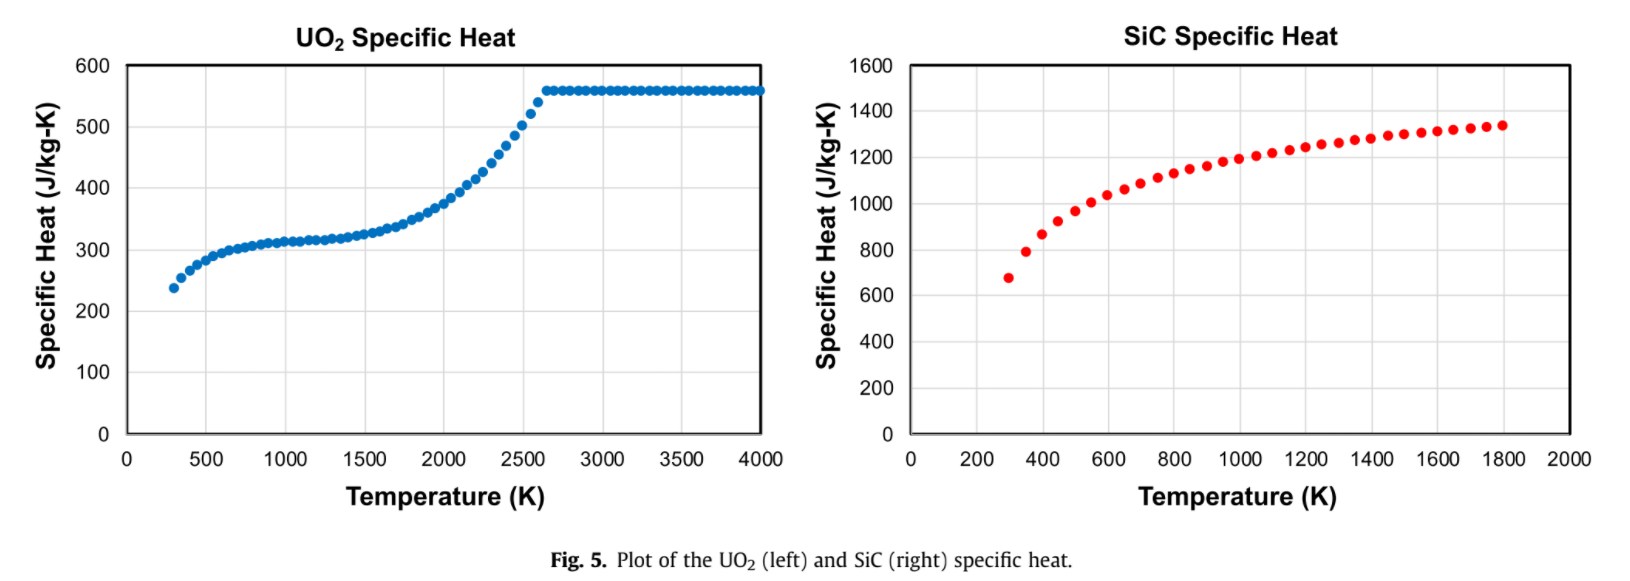 UO₂ Specific Heat
Specific Heat (J/kg-K)
600
500
400
300
200
100
0
0 500 1000 1500 2000 2500 3000 3500 4000
Temperature (K)
SiC Specific Heat
Specific Heat (J/kg-K)
1600
1400
1200
1000
800
600
400
200
0
0 200 400 600 800 1000 1200 1400 1600 1800 2000
Temperature (K)
Fig. 5. Plot of the UO₂ (left) and SiC (right) specific heat.